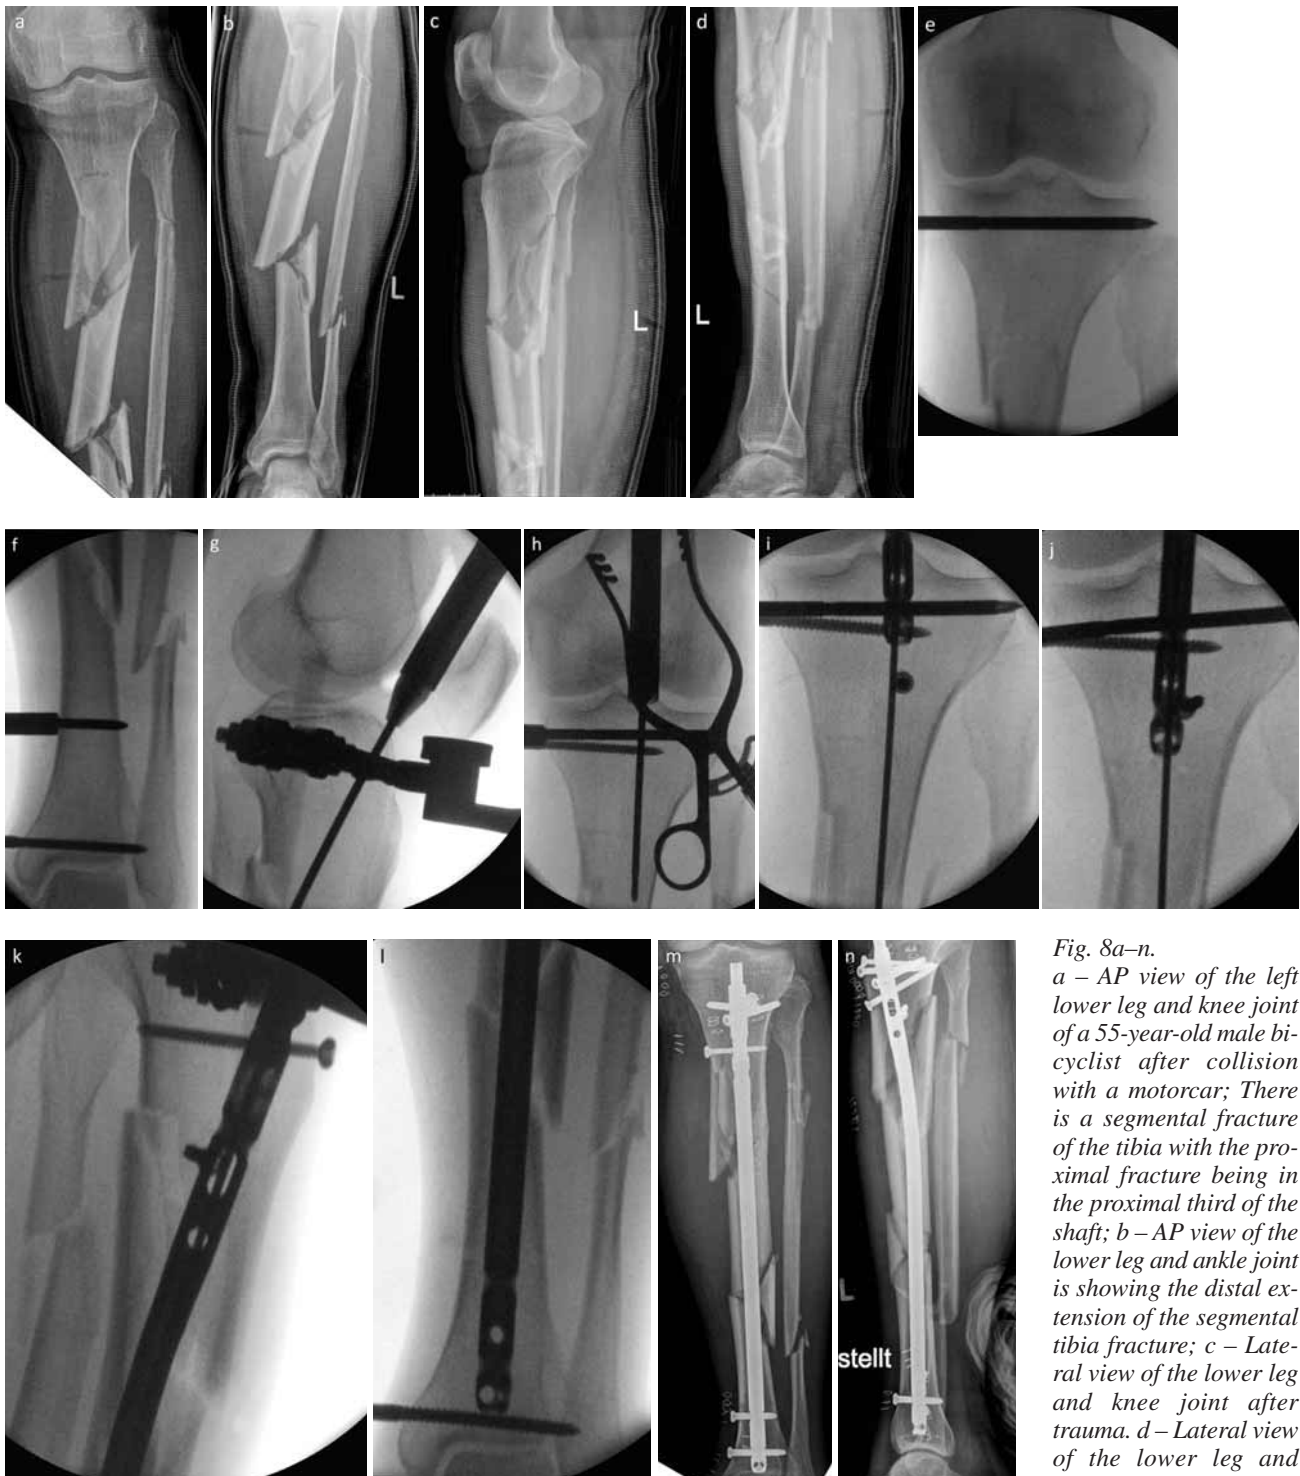 a
b
c
d
e
L
L
L
f
g
h
i
j
k
l
m
n
L
stellt
Fig. 8a–n.
a – AP view of the left
lower leg and knee joint
of a 55-year-old male bi-
cyclist after collision
with a motorcar; There
is a segmental fracture
of the tibia with the pro-
ximal fracture being in
the proximal third of the
shaft; b – AP view of the
lower leg and ankle joint
is showing the distal ex-
tension of the segmental
tibia fracture; c – Late-
ral view of the lower leg
and knee joint after
trauma. d – Lateral view
of the lower leg and